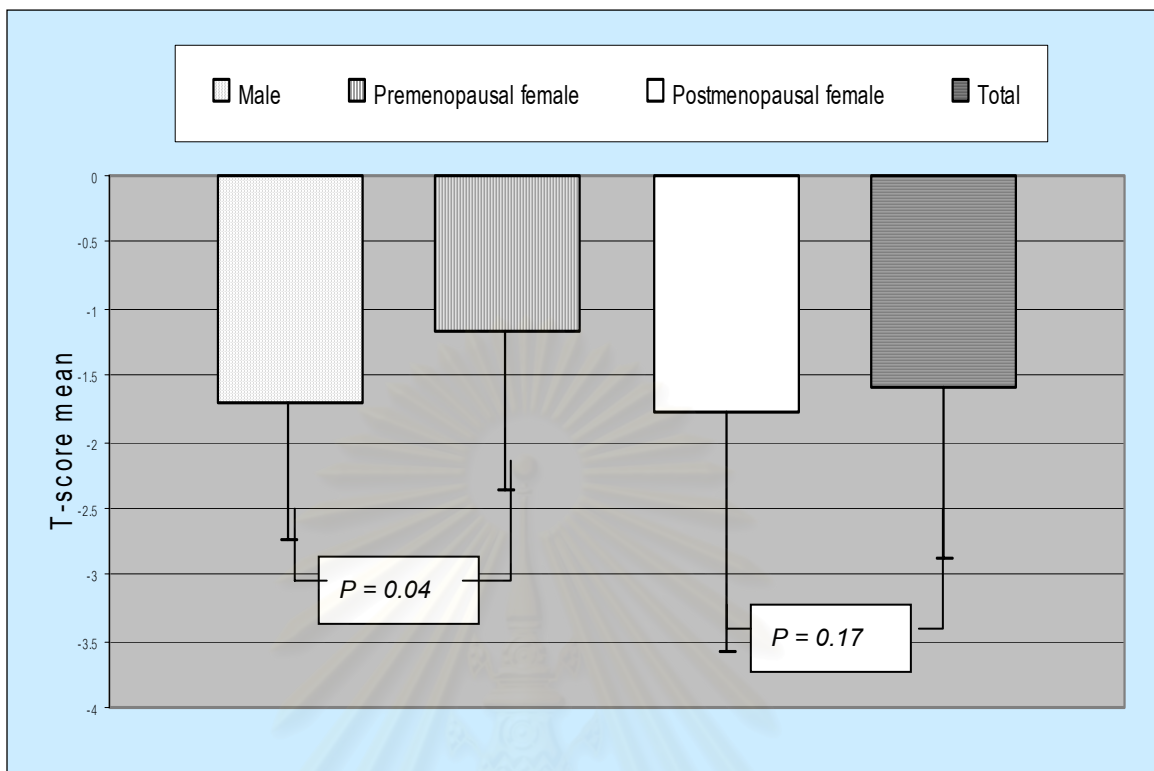 Male Premenopausal female Postmenopausal female Total
0
-0.5
-1
-1.5
-2
-2.5
-3
-3.5
-4
T-score mean
P = 0.04
P = 0.17